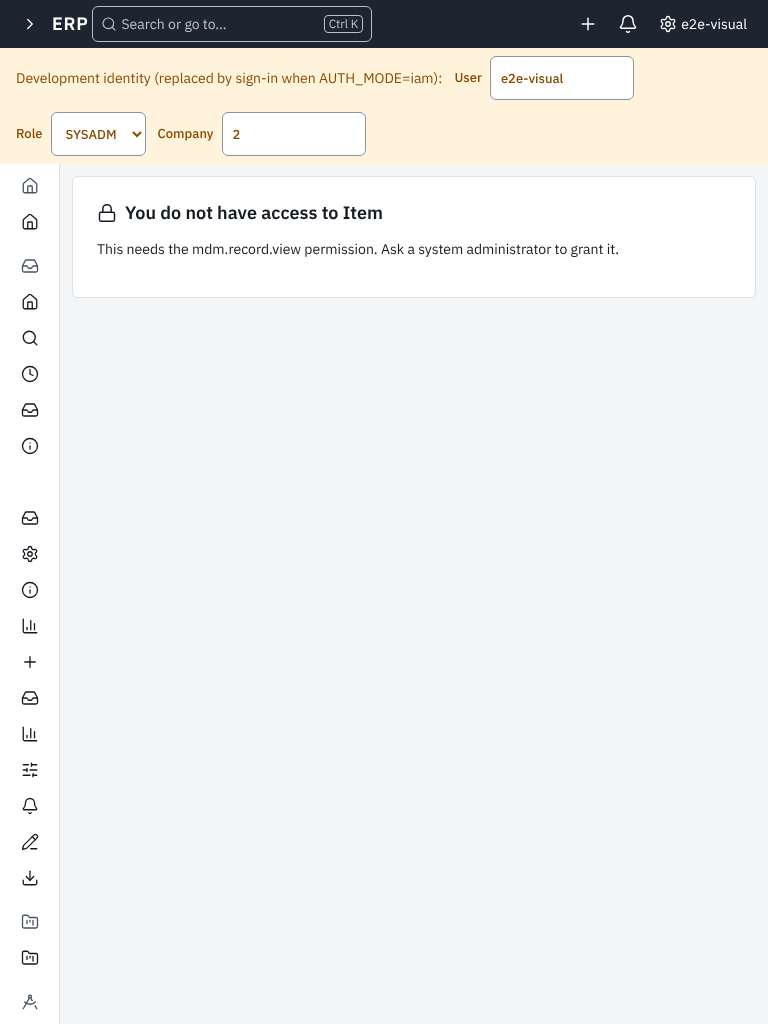 ERP
Search or go to...
Ctrl K
e2e-visual
Development identity (replaced by sign-in when AUTH_MODE=iam):
User
e2e-visual
Role
SYSADM
Company
2
You do not have access to Item
This needs the mdm.record.view permission. Ask a system administrator to grant it.